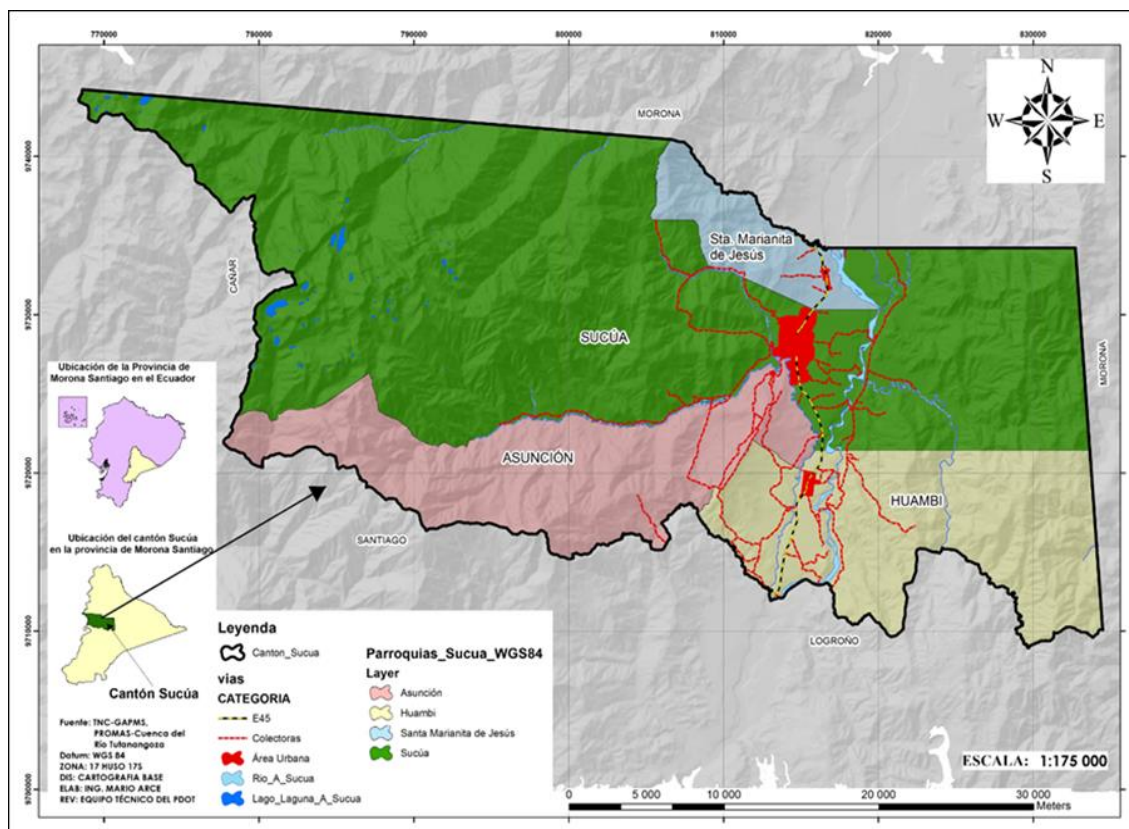 770000
780000
790000
800000
810000
820000
830000
9740000
9730000
9720000
9710000
9700000
N
W
E
S
MORONA
CAÑAR
Sta. Marianita
de Jesús
SUCÚA
MORONA
ASUNCIÓN
HUAMBI
SANTIAGO
LOGROÑO
Ubicación de la Provincia de
Morona Santiago en el Ecuador
Ubicación del cantón Sucúa
en la provincia de Morona Santiago
Cantón Sucúa
Fuente: TNC-GAPMS,
PROMAS-Cuenca del
Río Tutanangoza
Datum: WGS 84
ZONA: 17 HUSO 17S
DIS: CARTOGRAFIA BASE
ELAB: ING. MARIO ARCE
REV: EQUIPO TÉCNICO DEL PDOT
Leyenda
Canton_Sucua
vias
CATEGORIA
E45
Colectoras
Área Urbana
Rio_A_Sucua
Lago_Laguna_A_Sucua
Parroquias_Sucua_WGS84
Layer
Asunción
Huambi
Santa Marianita de Jesús
Sucúa
ESCALA: 1:175 000
0 5 000 10 000 20 000 30 000
Meters